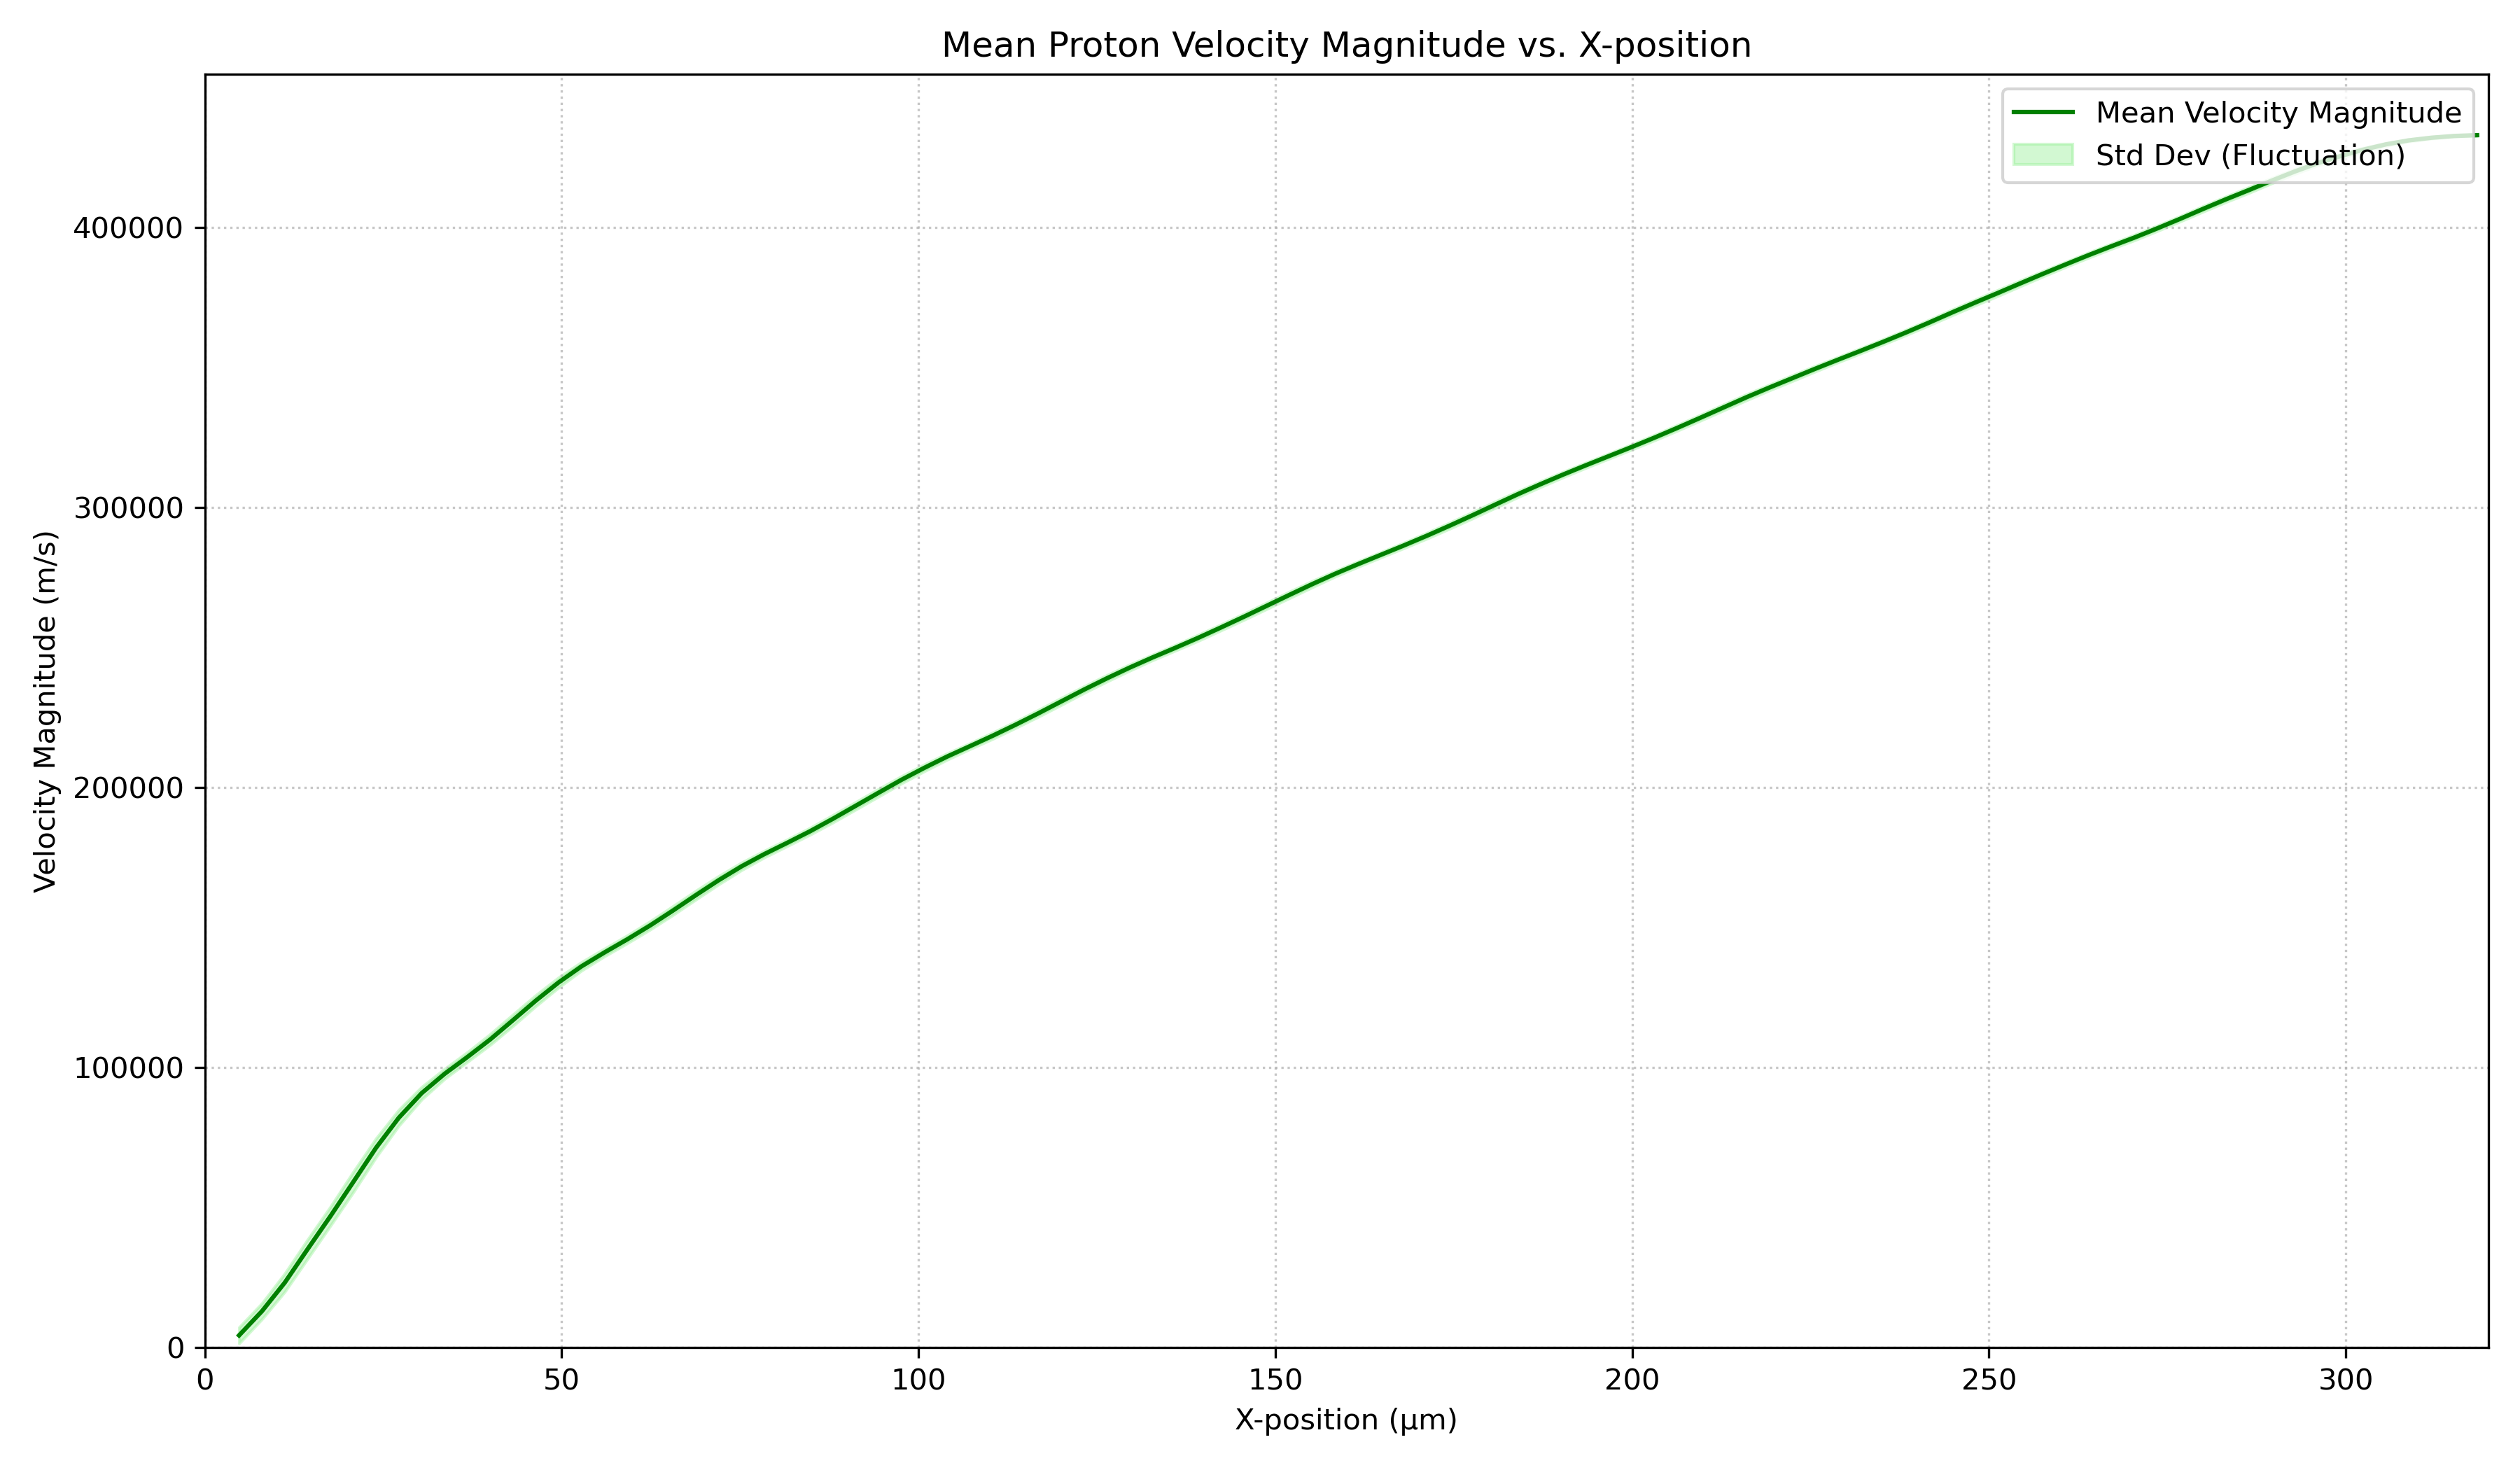 Mean Proton Velocity Magnitude vs. X-position
Mean Velocity Magnitude
Std Dev (Fluctuation)
Velocity Magnitude (m/s)
400000
300000
200000
100000
0
0 50 100 150 200 250 300
X-position (μm)